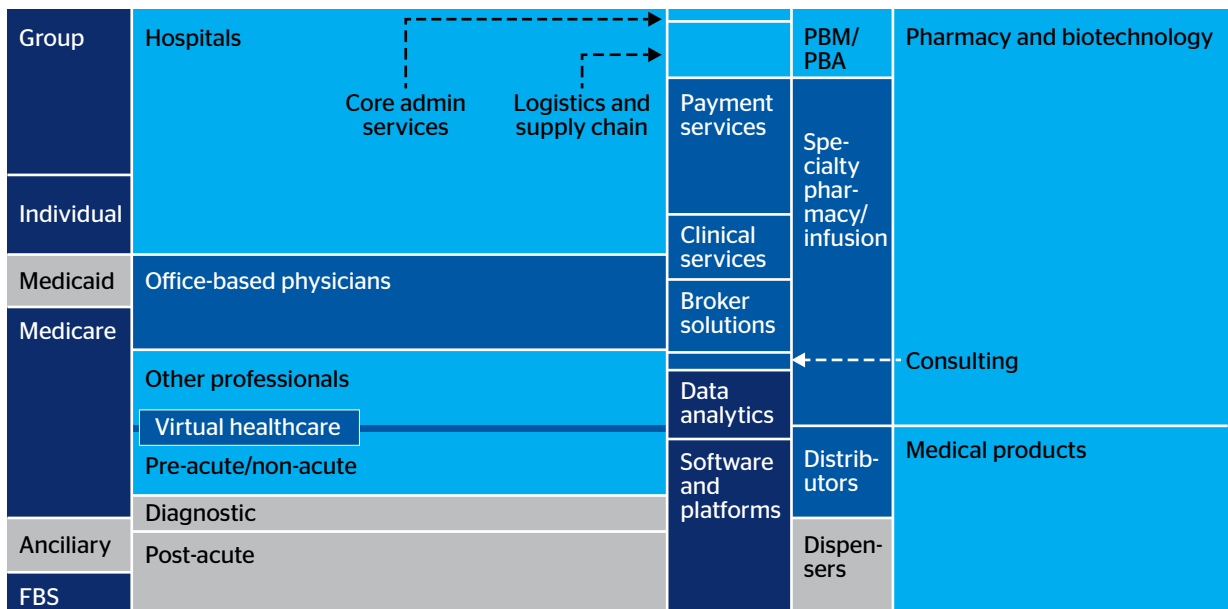 Group
Individual
Medicaid
Medicare
Anciliary
FBS
Hospitals
Core admin
services
Logistics and
supply chain
Office-based physicians
Other professionals
Virtual healthcare
Pre-acute/non-acute
Diagnostic
Post-acute
Payment
services
Clinical
services
Broker
solutions
Data
analytics
Software
and
platforms
PBM/
PBA
Spe-
cialty
phar-
macy/
infusion
Distrib-
utors
Dispen-
sers
Pharmacy and biotechnology
Consulting
Medical products